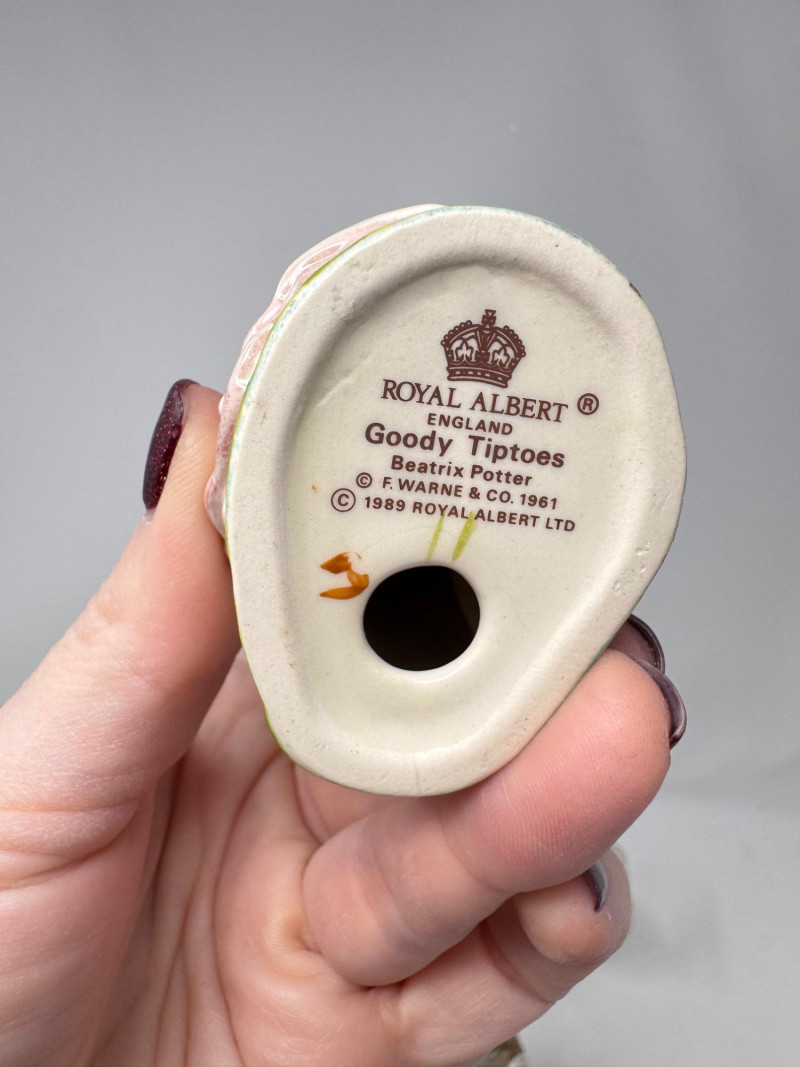 ROYAL ALBERT ®
ENGLAND
Goody Tiptoes
Beatrix Potter
© F. WARNE & CO. 1961
© 1989 ROYAL ALBERT LTD